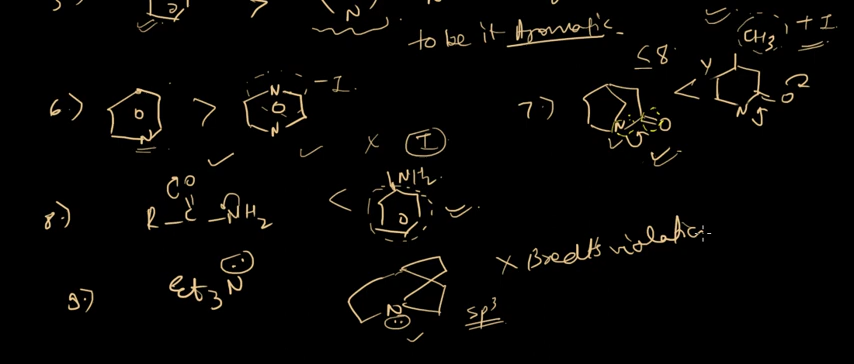 N
to be it Aromatic.
CH3 + I
≤8
6.) N > N N - I
7.) N O < Y N O
x I
8.) R - C O - NH2 < NH2
9.) Et3N N sp3 x Bredt's violation